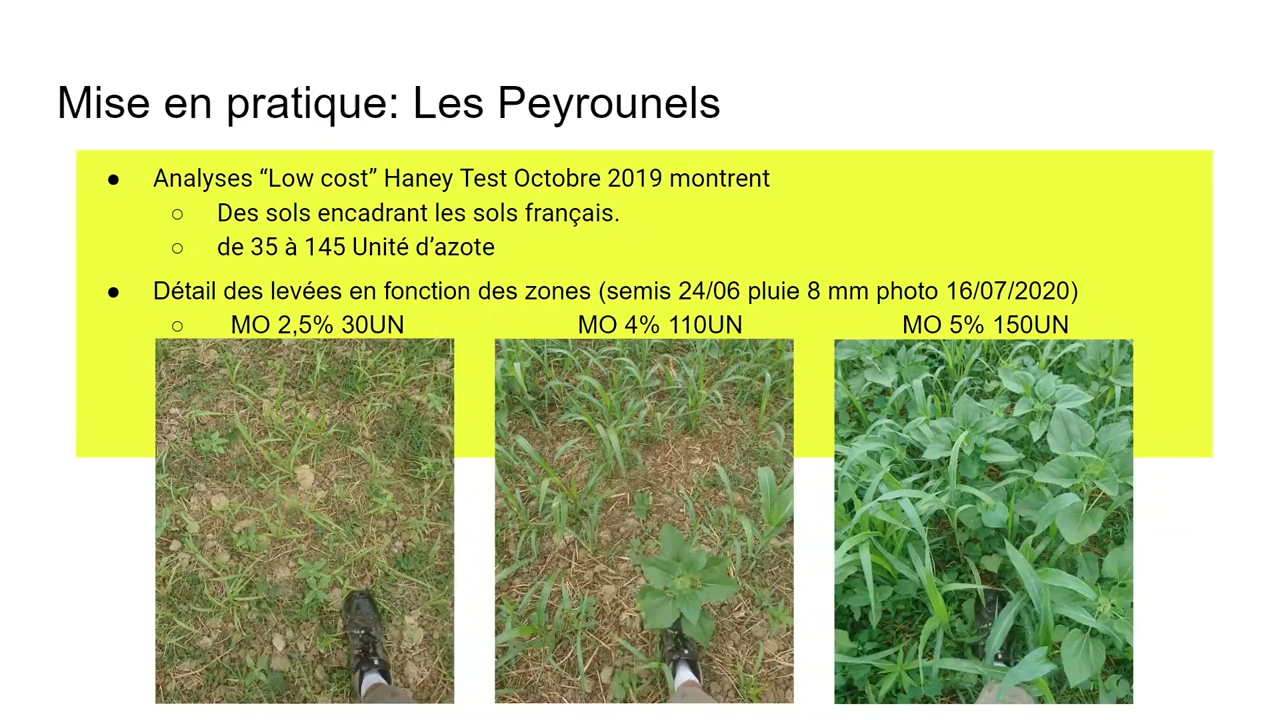 Mise en pratique: Les Peyrounels
● Analyses “Low cost” Haney Test Octobre 2019 montrent
○ Des sols encadrant les sols français.
○ de 35 à 145 Unité d’azote
● Détail des levées en fonction des zones (semis 24/06 pluie 8 mm photo 16/07/2020)
○ MO 2,5% 30UN MO 4% 110UN MO 5% 150UN